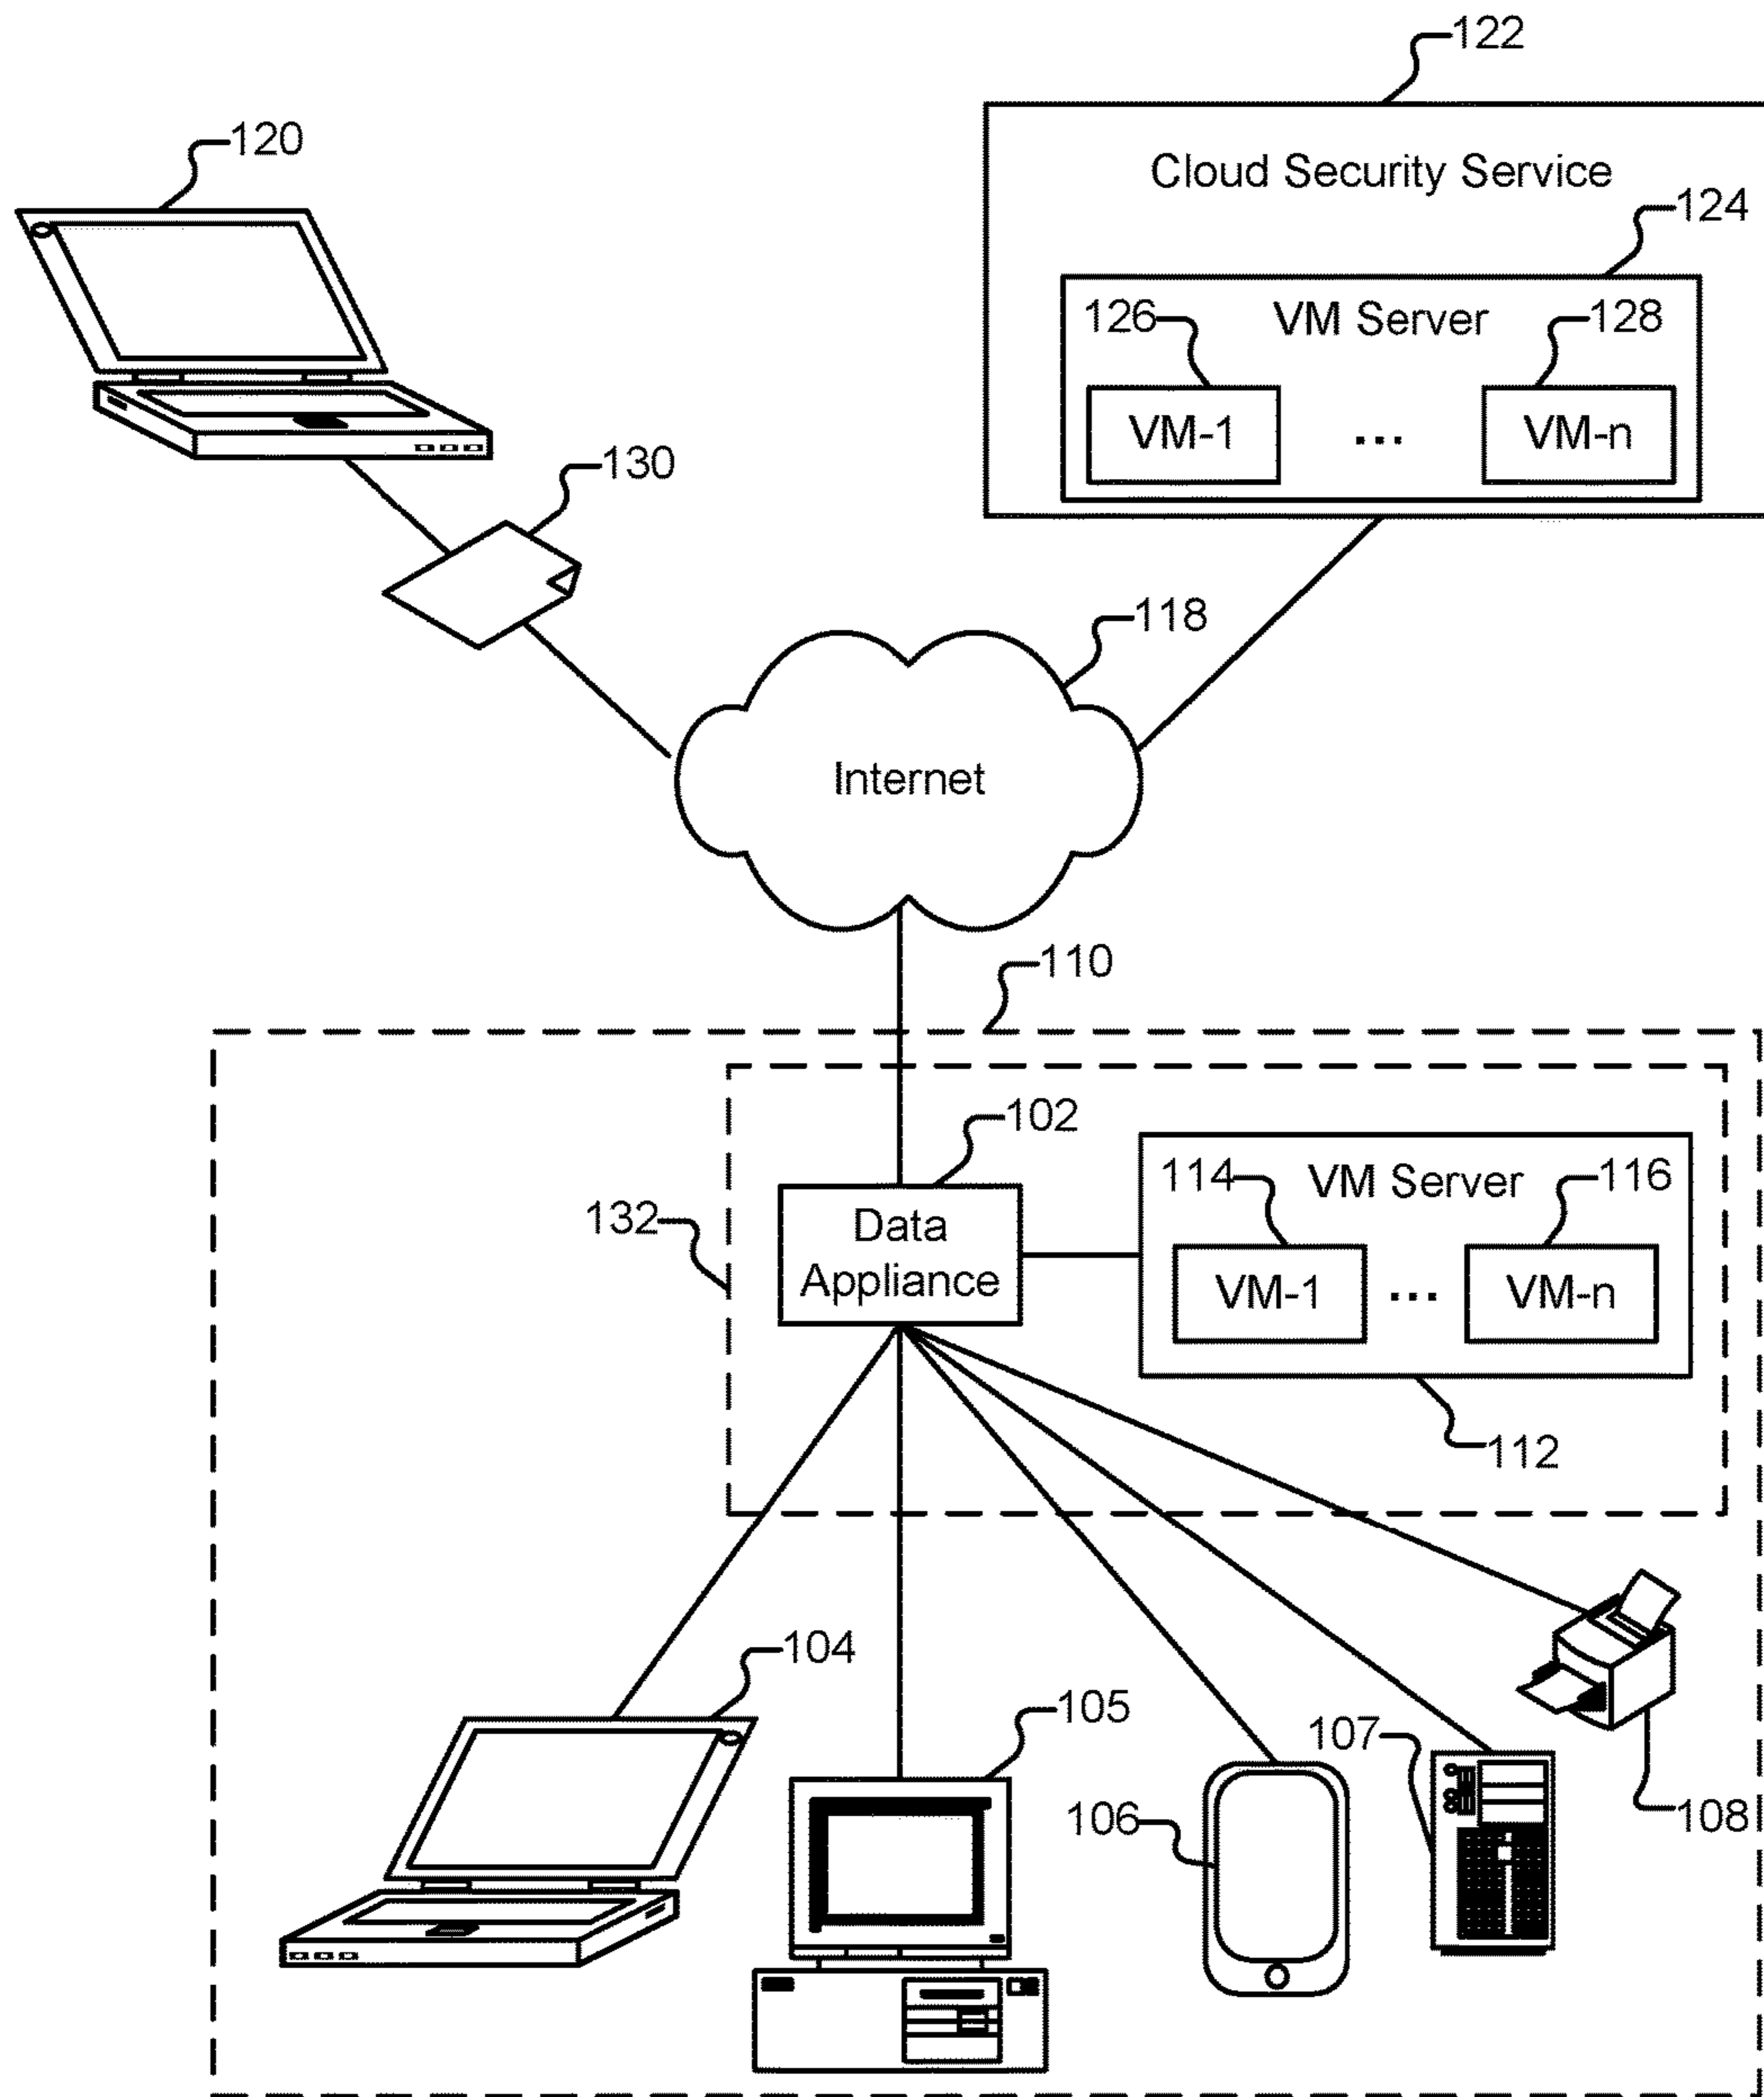 122
120
Cloud Security Service
124
126 VM Server 128
VM-1 ... VM-n
130
118
Internet
110
102
114 VM Server 116
132 Data
Appliance
VM-1 ... VM-n
112
104
105
107
106
108